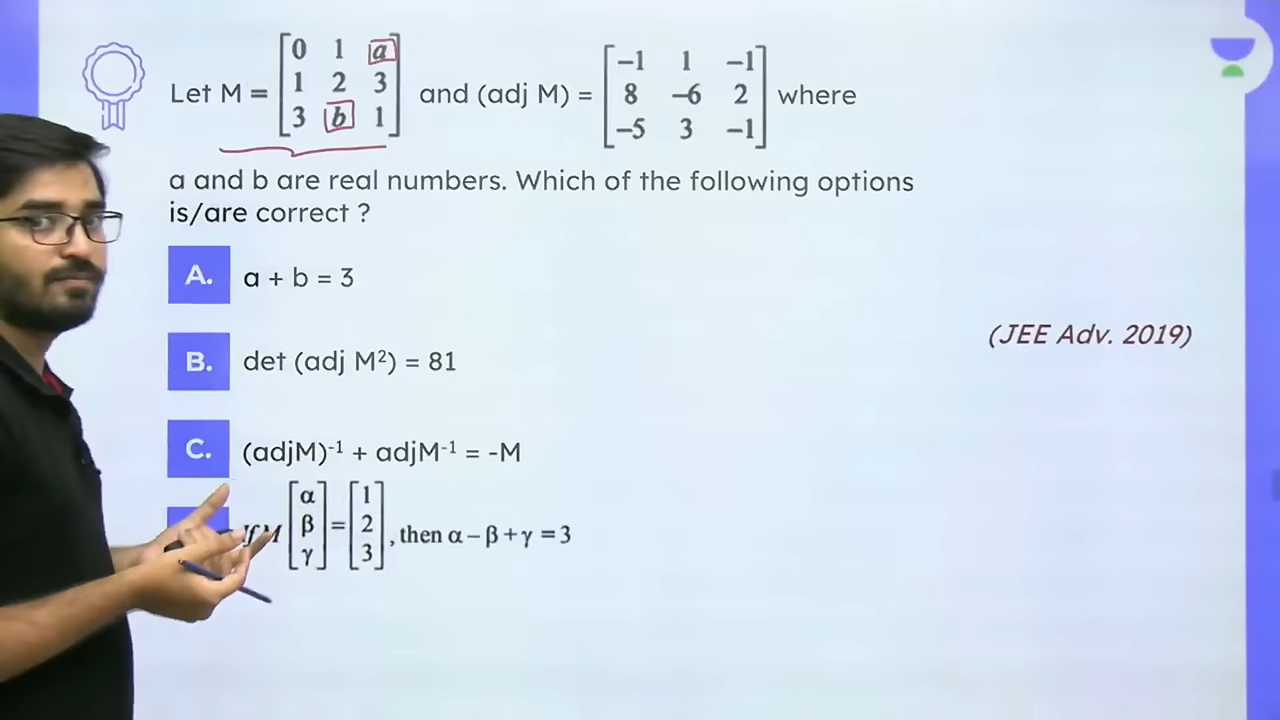 Let M = [0 1 a; 1 2 3; 3 b 1] and (adj M) = [−1 1 −1; 8 −6 2; −5 3 −1] where
a and b are real numbers. Which of the following options
is/are correct ?
A. a + b = 3
(JEE Adv. 2019)
B. det (adj M²) = 81
C. (adjM)⁻¹ + adjM⁻¹ = -M
If M [α; β; γ] = [1; 2; 3], then α − β + γ = 3